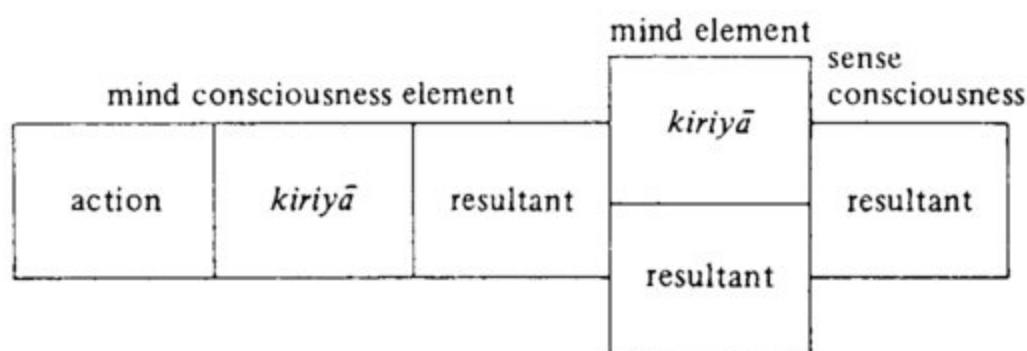 mind element
sense
mind consciousness element consciousness
kiriyā
action kiriyā resultant resultant
resultant